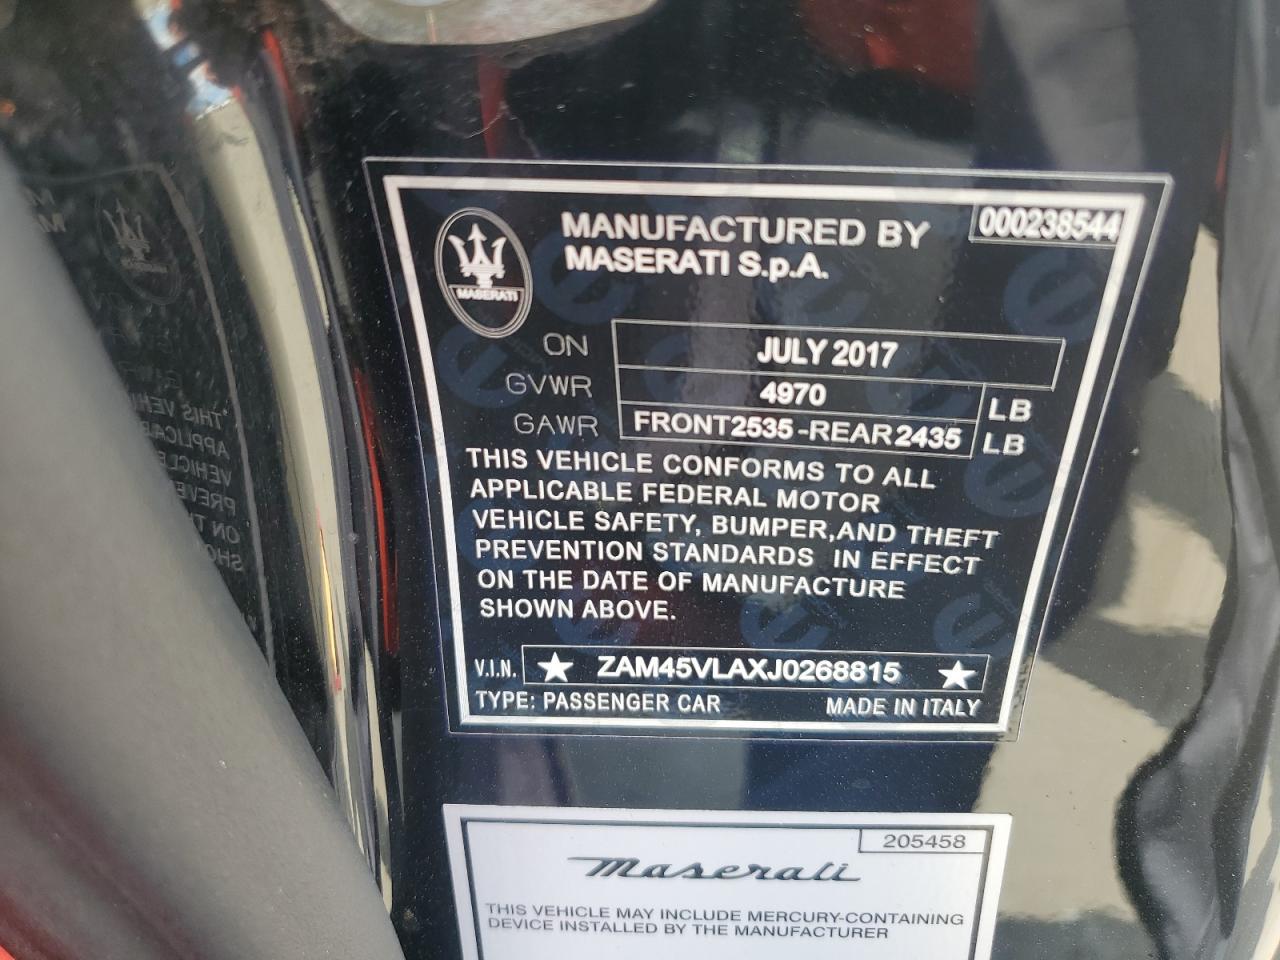 MANUFACTURED BY
000238544
MASERATI S.p.A.
MASERATI
ON JULY 2017
GVWR 4970 LB
GAWR FRONT2535-REAR2435 LB
THIS VEHICLE CONFORMS TO ALL
APPLICABLE FEDERAL MOTOR
VEHICLE SAFETY, BUMPER,AND THEFT
PREVENTION STANDARDS IN EFFECT
ON THE DATE OF MANUFACTURE
SHOWN ABOVE.
V.I.N. ★ ZAM45VLAXJ0268815 ★
TYPE: PASSENGER CAR MADE IN ITALY
205458
Maserati
THIS VEHICLE MAY INCLUDE MERCURY-CONTAINING
DEVICE INSTALLED BY THE MANUFACTURER